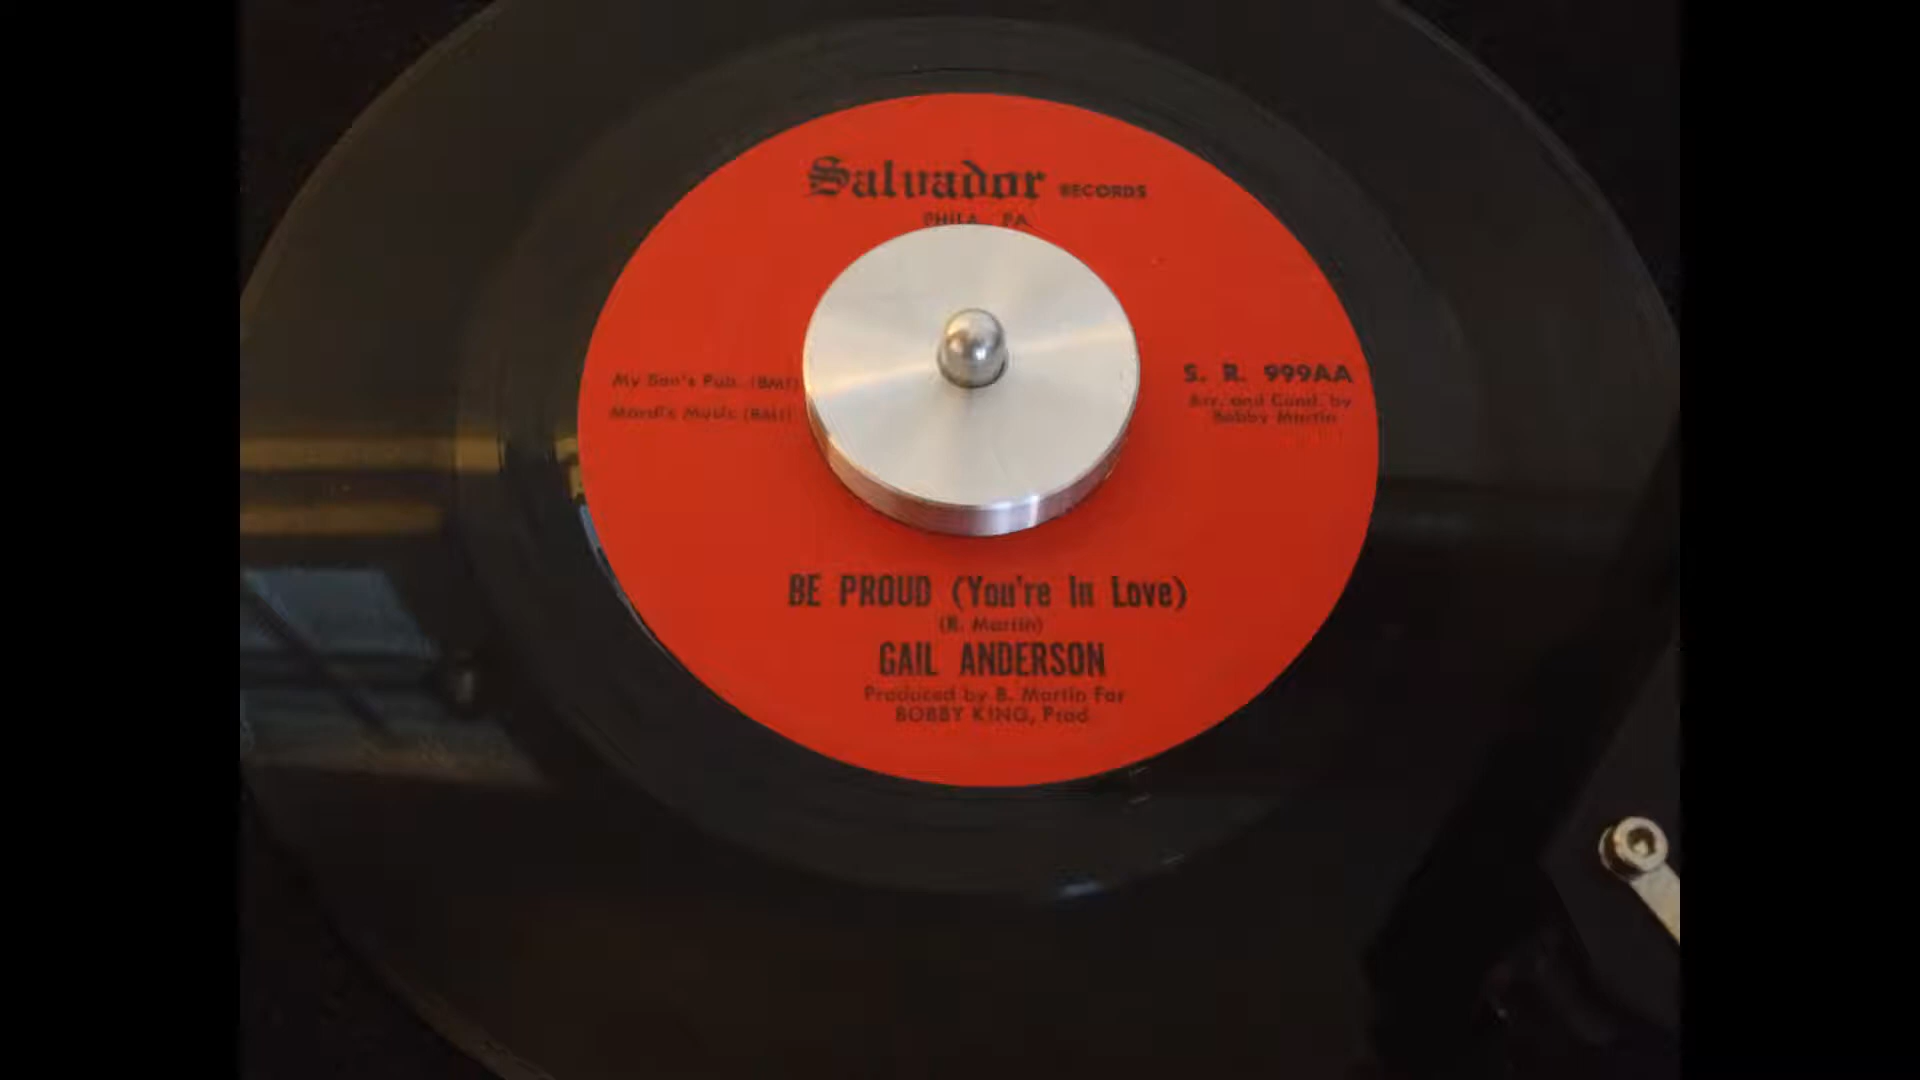 Salvador RECORDS
PHILA., PA.
My Son's Pub. (BMI)
Mardix Music (BMI)
S. R. 999AA
Arr. and Cond. by
Bobby Martin
BE PROUD (You're In Love)
(B. Martin)
GAIL ANDERSON
Produced by B. Martin For
BOBBY KING, Prod.